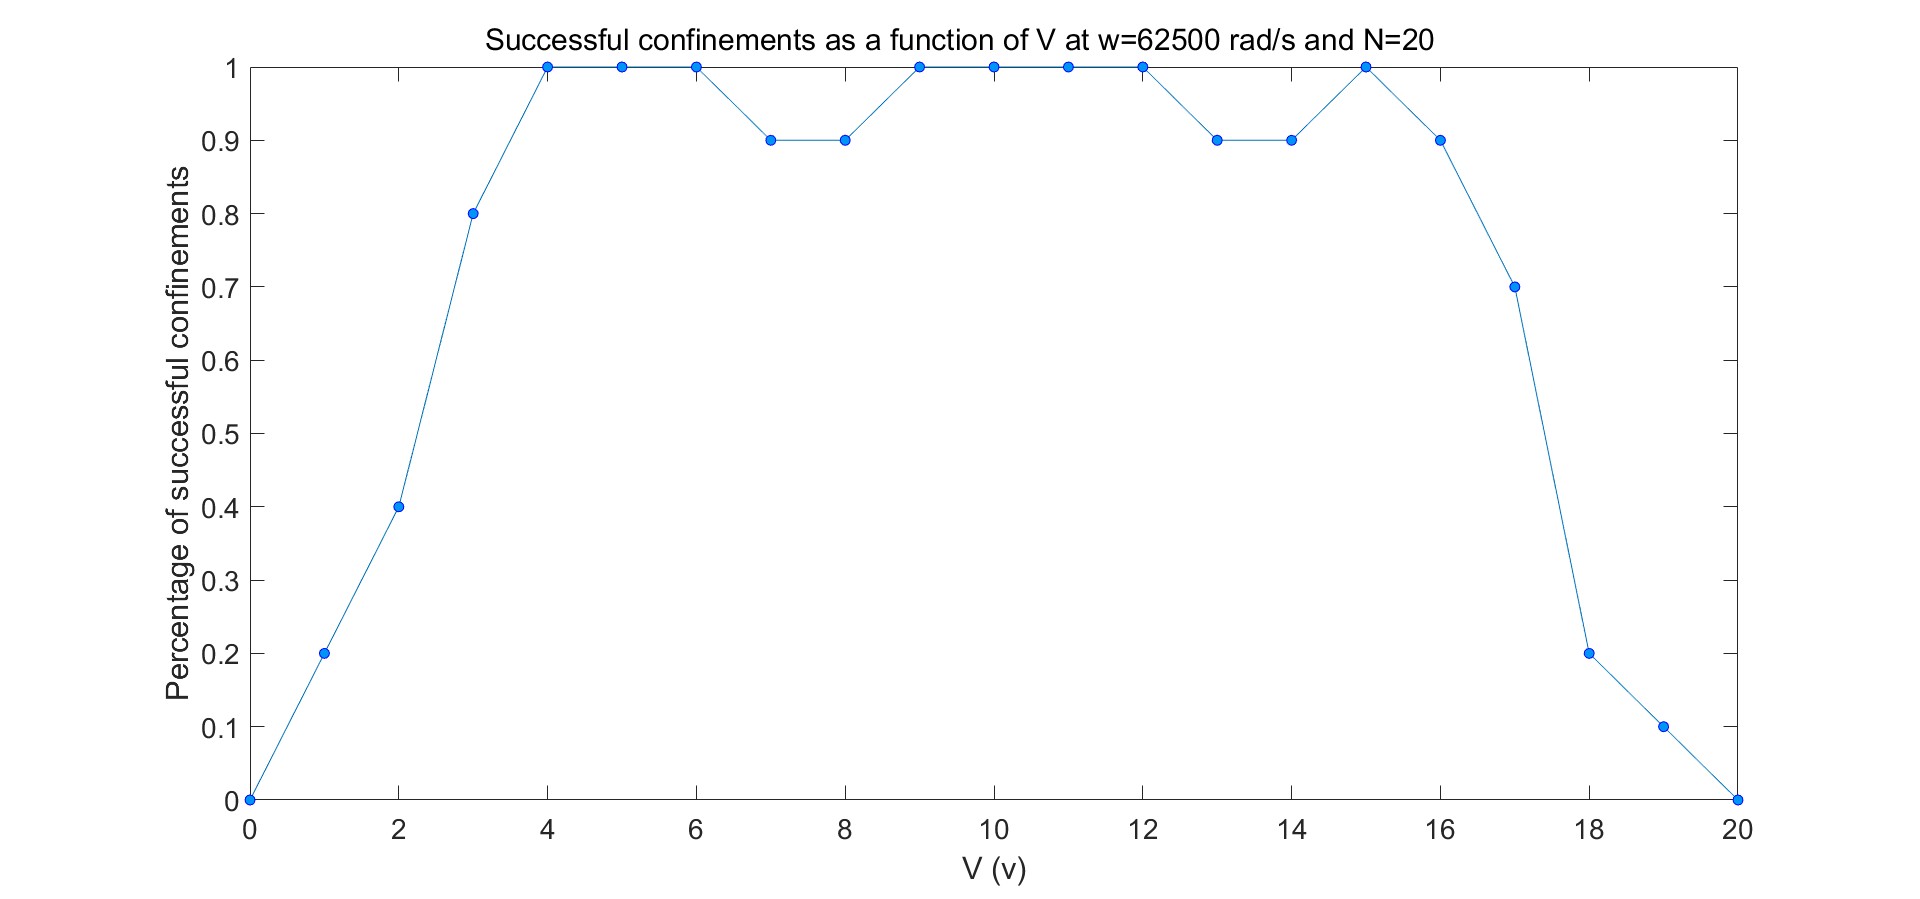 Successful confinements as a function of V at w=62500 rad/s and N=20
Percentage of successful confinements
1
0.9
0.8
0.7
0.6
0.5
0.4
0.3
0.2
0.1
0
0 2 4 6 8 10 12 14 16 18 20
V (v)